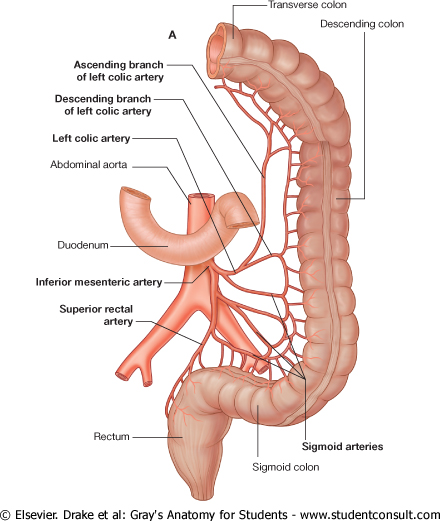 Transverse colon
Descending colon
A
Ascending branch
of left colic artery
Descending branch
of left colic artery
Left colic artery
Abdominal aorta
Duodenum
Inferior mesenteric artery
Superior rectal
artery
Rectum
Sigmoid arteries
Sigmoid colon
© Elsevier. Drake et al: Gray's Anatomy for Students - www.studentconsult.com